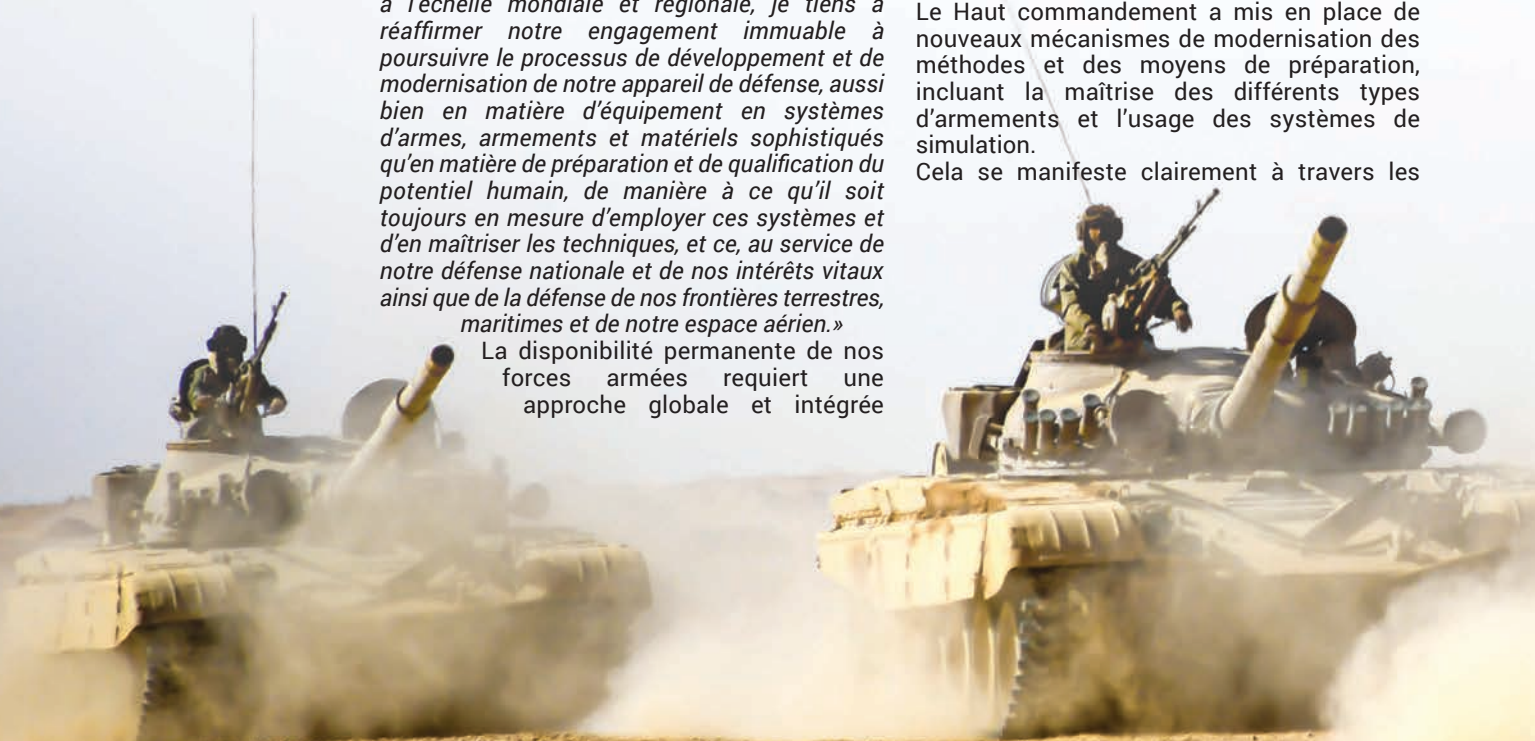 à l'échelle mondiale et régionale, je tiens à
réaffirmer notre engagement immuable à
poursuivre le processus de développement et de
modernisation de notre appareil de défense, aussi
bien en matière d'équipement en systèmes
d'armes, armements et matériels sophistiqués
qu'en matière de préparation et de qualification du
potentiel humain, de manière à ce qu'il soit
toujours en mesure d'employer ces systèmes et
d'en maîtriser les techniques, et ce, au service de
notre défense nationale et de nos intérêts vitaux
ainsi que de la défense de nos frontières terrestres,
maritimes et de notre espace aérien.»
La disponibilité permanente de nos
forces armées requiert une
approche globale et intégrée
Le Haut commandement a mis en place de
nouveaux mécanismes de modernisation des
méthodes et des moyens de préparation,
incluant la maîtrise des différents types
d'armements et l'usage des systèmes de
simulation.
Cela se manifeste clairement à travers les